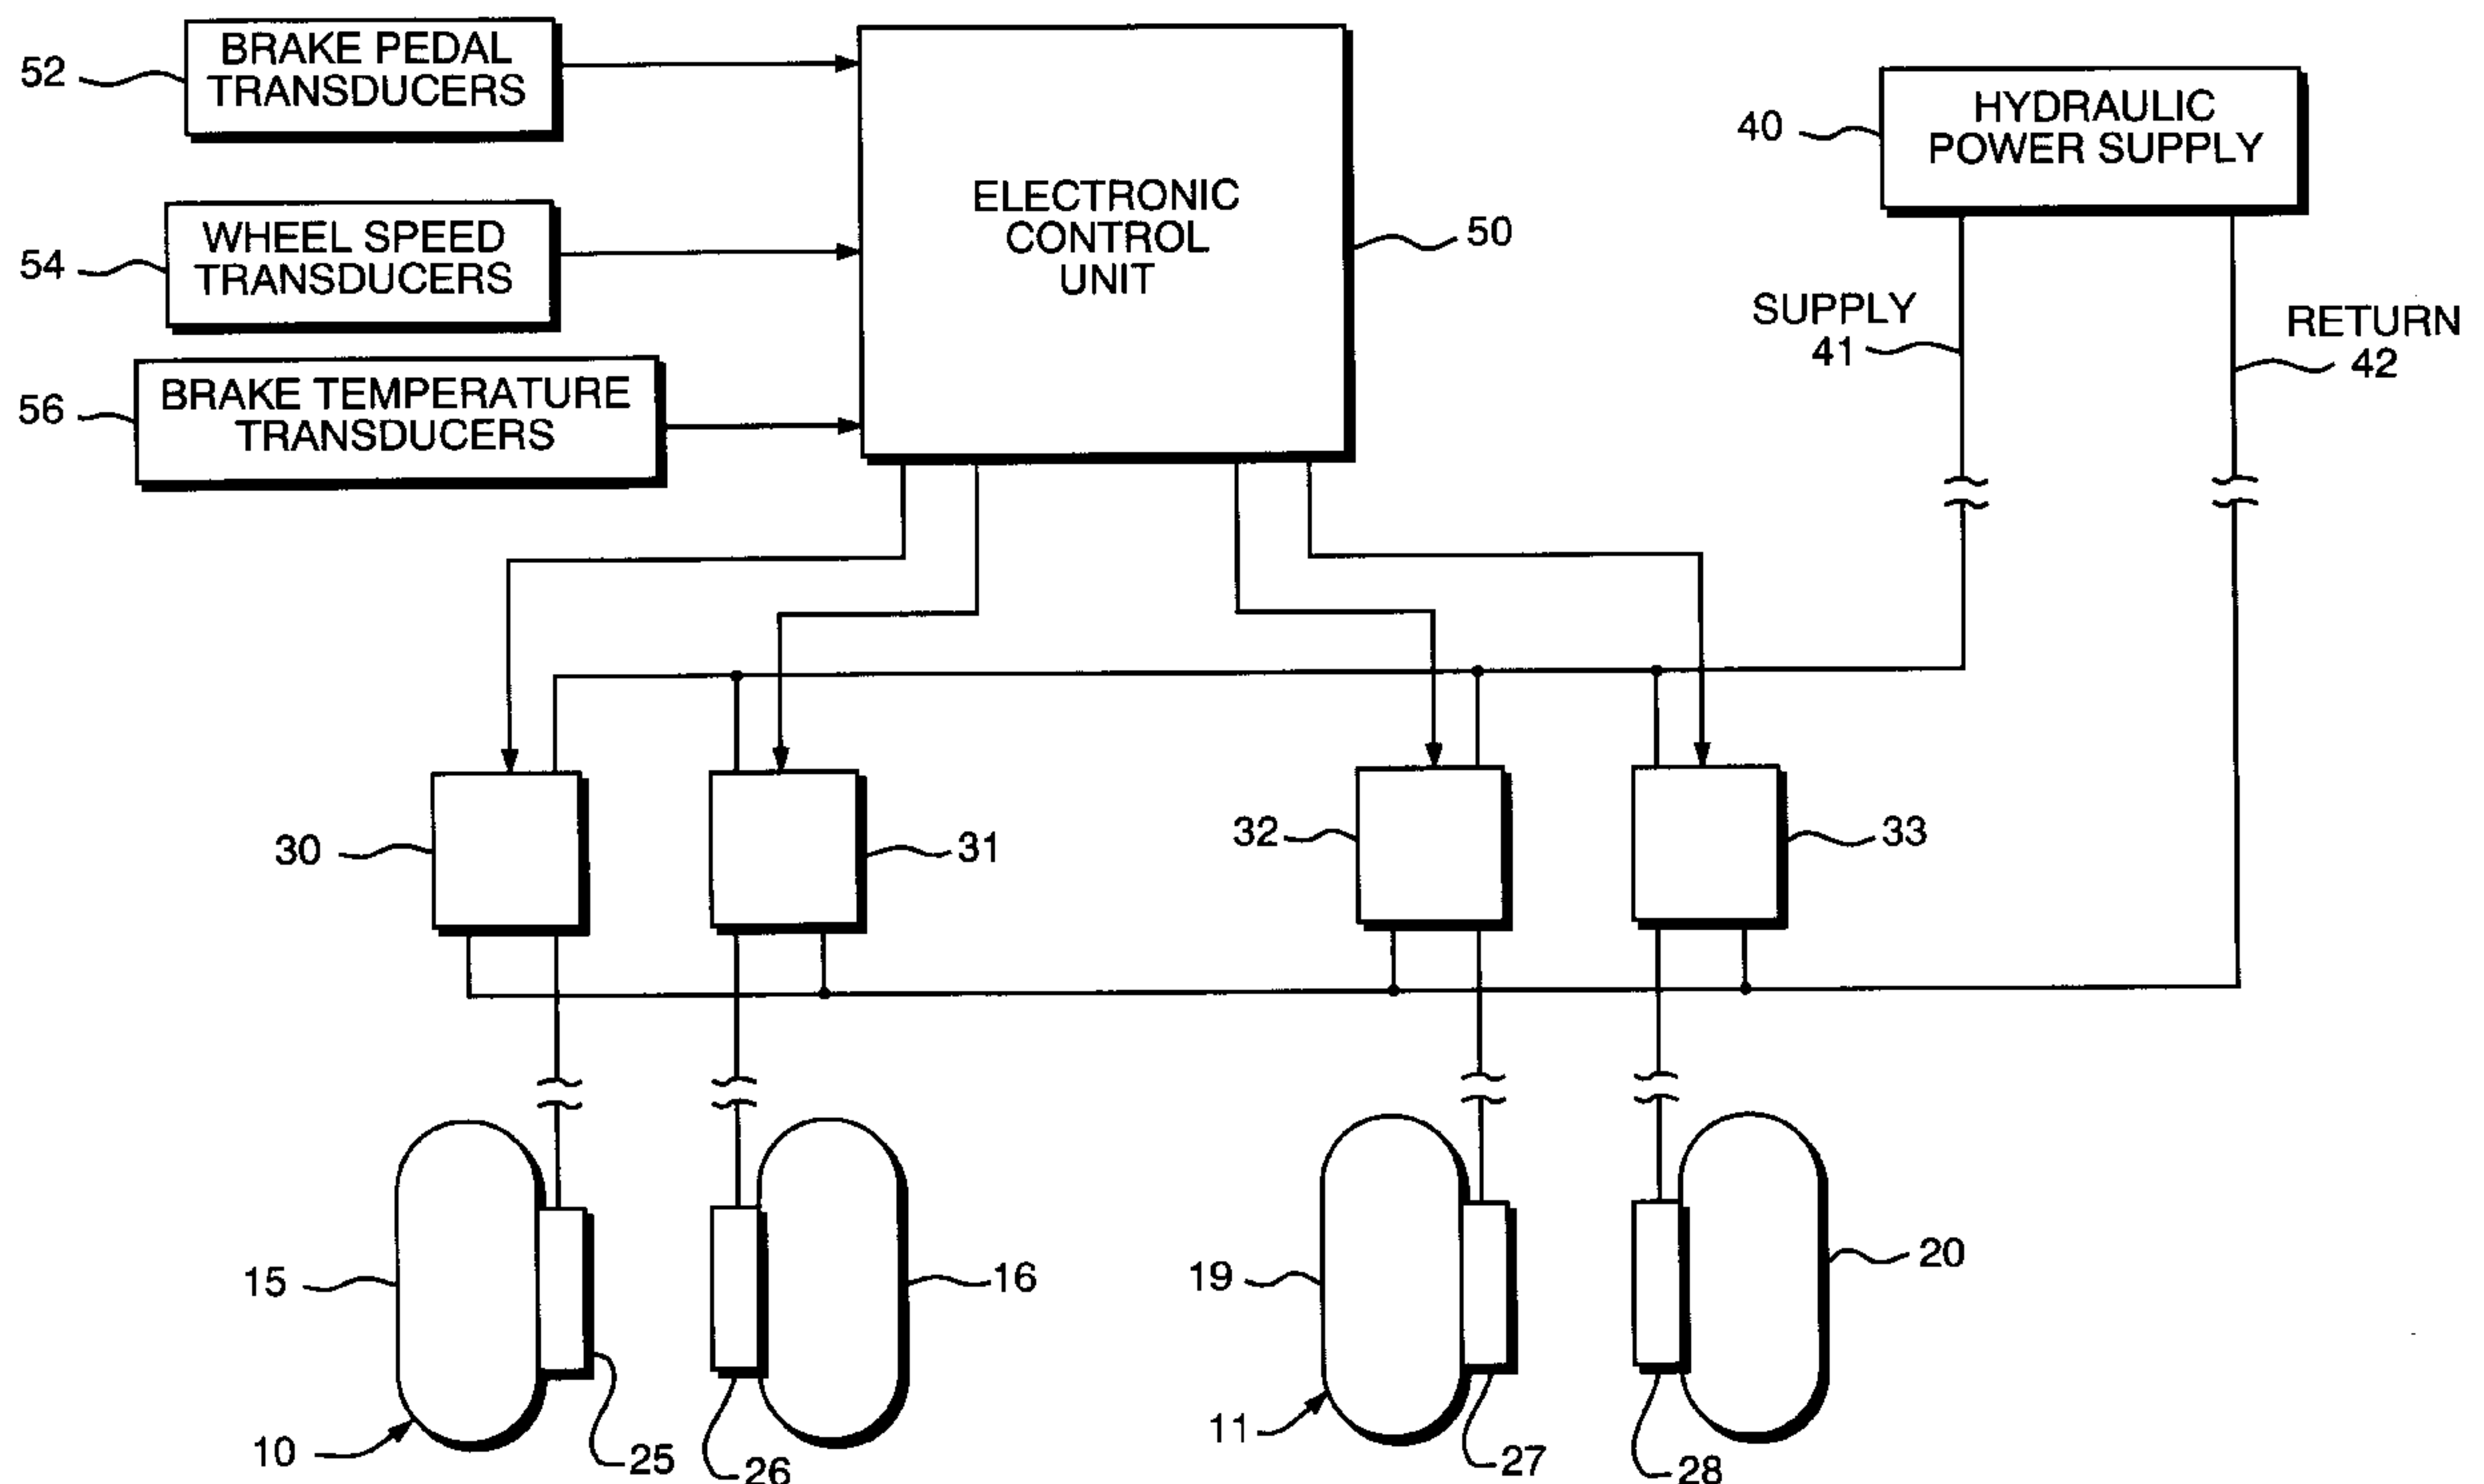 52
BRAKE PEDAL
TRANSDUCERS
54
WHEEL SPEED
TRANSDUCERS
56
BRAKE TEMPERATURE
TRANSDUCERS
ELECTRONIC
CONTROL
UNIT
50
40
HYDRAULIC
POWER SUPPLY
SUPPLY
41
RETURN
42
30
31
32
33
15
16
19
20
10
25
26
11
27
28